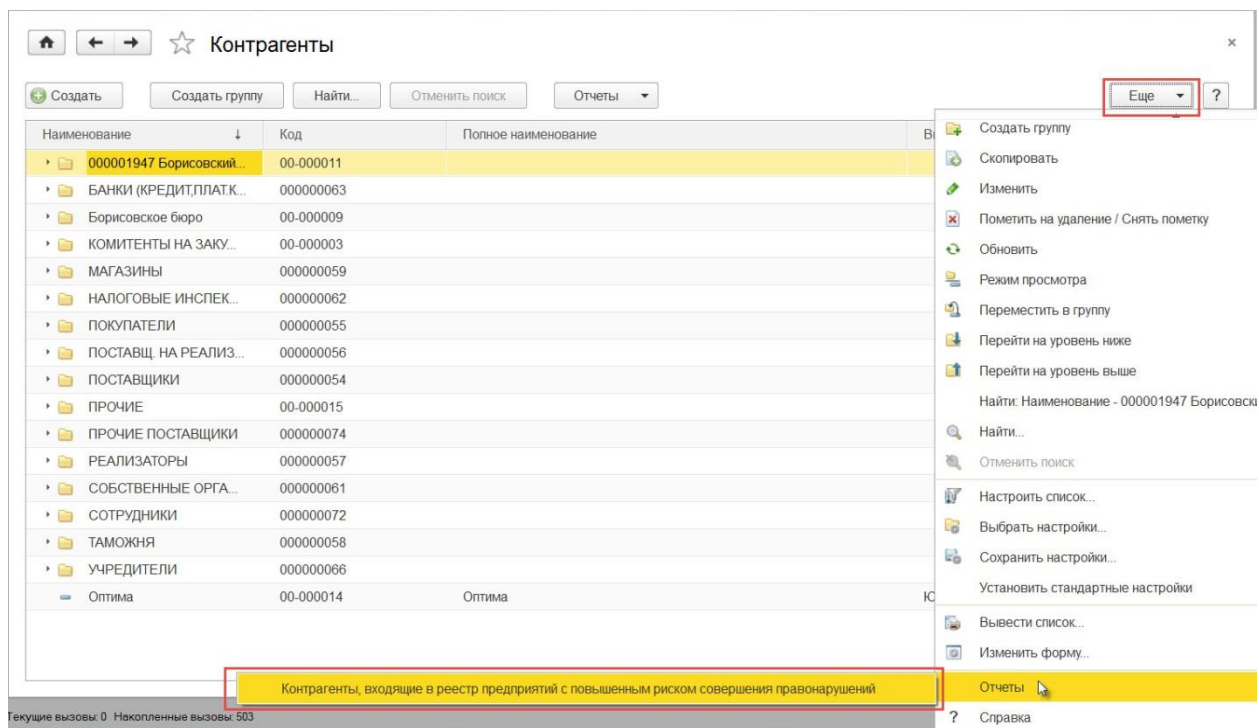 Контрагенты
Создать Создать группу Найти... Отменить поиск Отчеты Еще ?
Наименование Код Полное наименование
000001947 Борисовский... 00-000011
БАНКИ (КРЕДИТ,ПЛАТ.К... 000000063
Борисовское бюро 00-000009
КОМИТЕНТЫ НА ЗАКУ... 00-000003
МАГАЗИНЫ 000000059
НАЛОГОВЫЕ ИНСПЕК... 000000062
ПОКУПАТЕЛИ 000000055
ПОСТАВЩ. НА РЕАЛИЗ... 000000056
ПОСТАВЩИКИ 000000054
ПРОЧИЕ 00-000015
ПРОЧИЕ ПОСТАВЩИКИ 000000074
РЕАЛИЗАТОРЫ 000000057
СОБСТВЕННЫЕ ОРГА... 000000061
СОТРУДНИКИ 000000072
ТАМОЖНЯ 000000058
УЧРЕДИТЕЛИ 000000066
Оптима 00-000014 Оптима
Создать группу
Скопировать
Изменить
Пометить на удаление / Снять пометку
Обновить
Режим просмотра
Переместить в группу
Перейти на уровень ниже
Перейти на уровень выше
Найти: Наименование - 000001947
Найти...
Отменить поиск
Настроить список...
Выбрать настройки...
Сохранить настройки...
Установить стандартные настройки
Вывести список...
Изменить форму...
Отчеты
Справка
Контрагенты, входящие в реестр предприятий с повышенным риском совершения правонарушений
Текущие вызовы: 0 Накопленные вызовы: 503